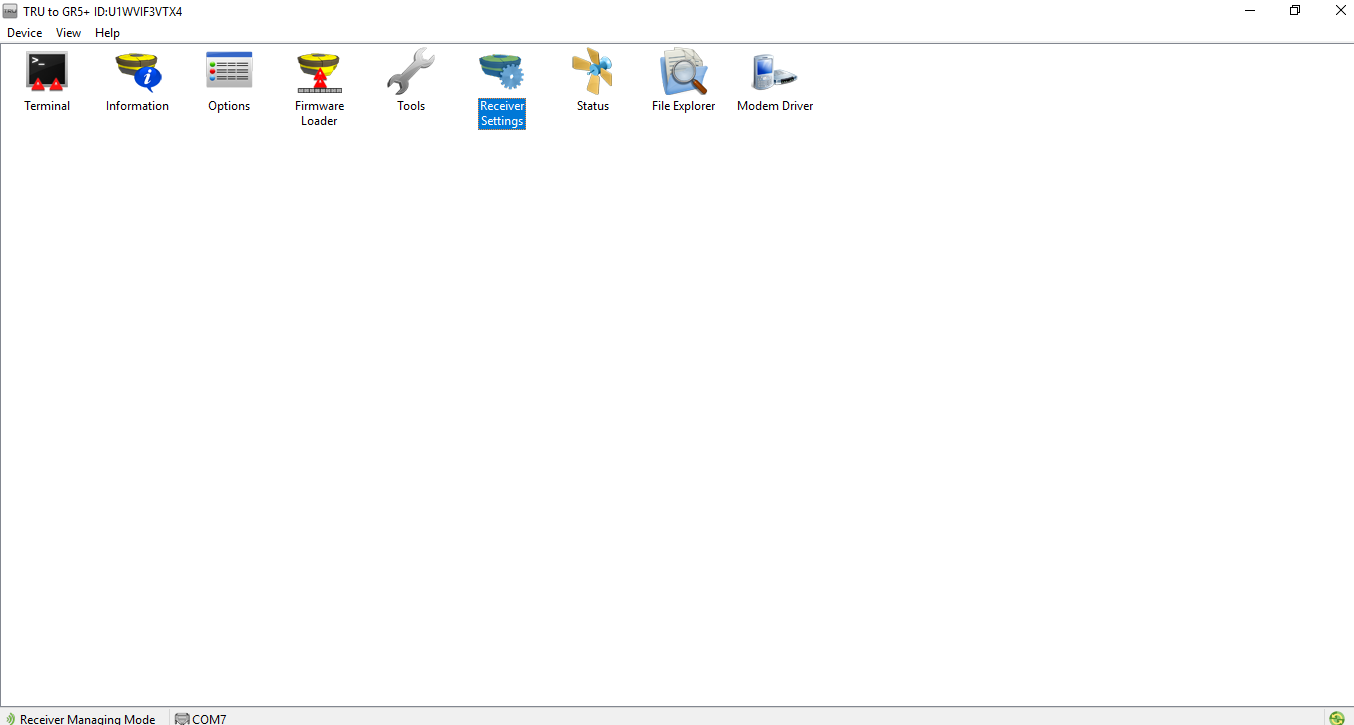 TRU to GR5+ ID:U1WVIF3VTX4
Device View Help
Terminal
Information
Options
Firmware
Loader
Tools
Receiver
Settings
Status
File Explorer
Modem Driver
Receiver Managing Mode
COM7